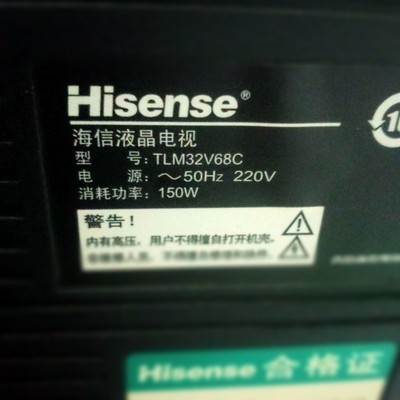 Hisense®
海信液晶电视
型 号:TLM32V68C
电 源:～50Hz 220V
消耗功率:150W
警告!
内有高压，用户不得擅自打开机壳。
Hisense 合格证